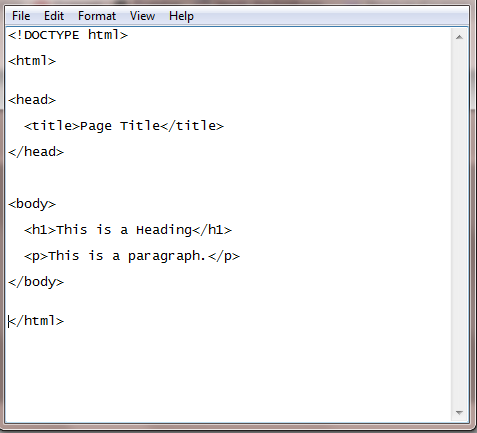 File Edit Format View Help
<!DOCTYPE html>
<html>
<head>
  <title>Page Title</title>
</head>
<body>
  <h1>This is a Heading</h1>
  <p>This is a paragraph.</p>
</body>
</html>